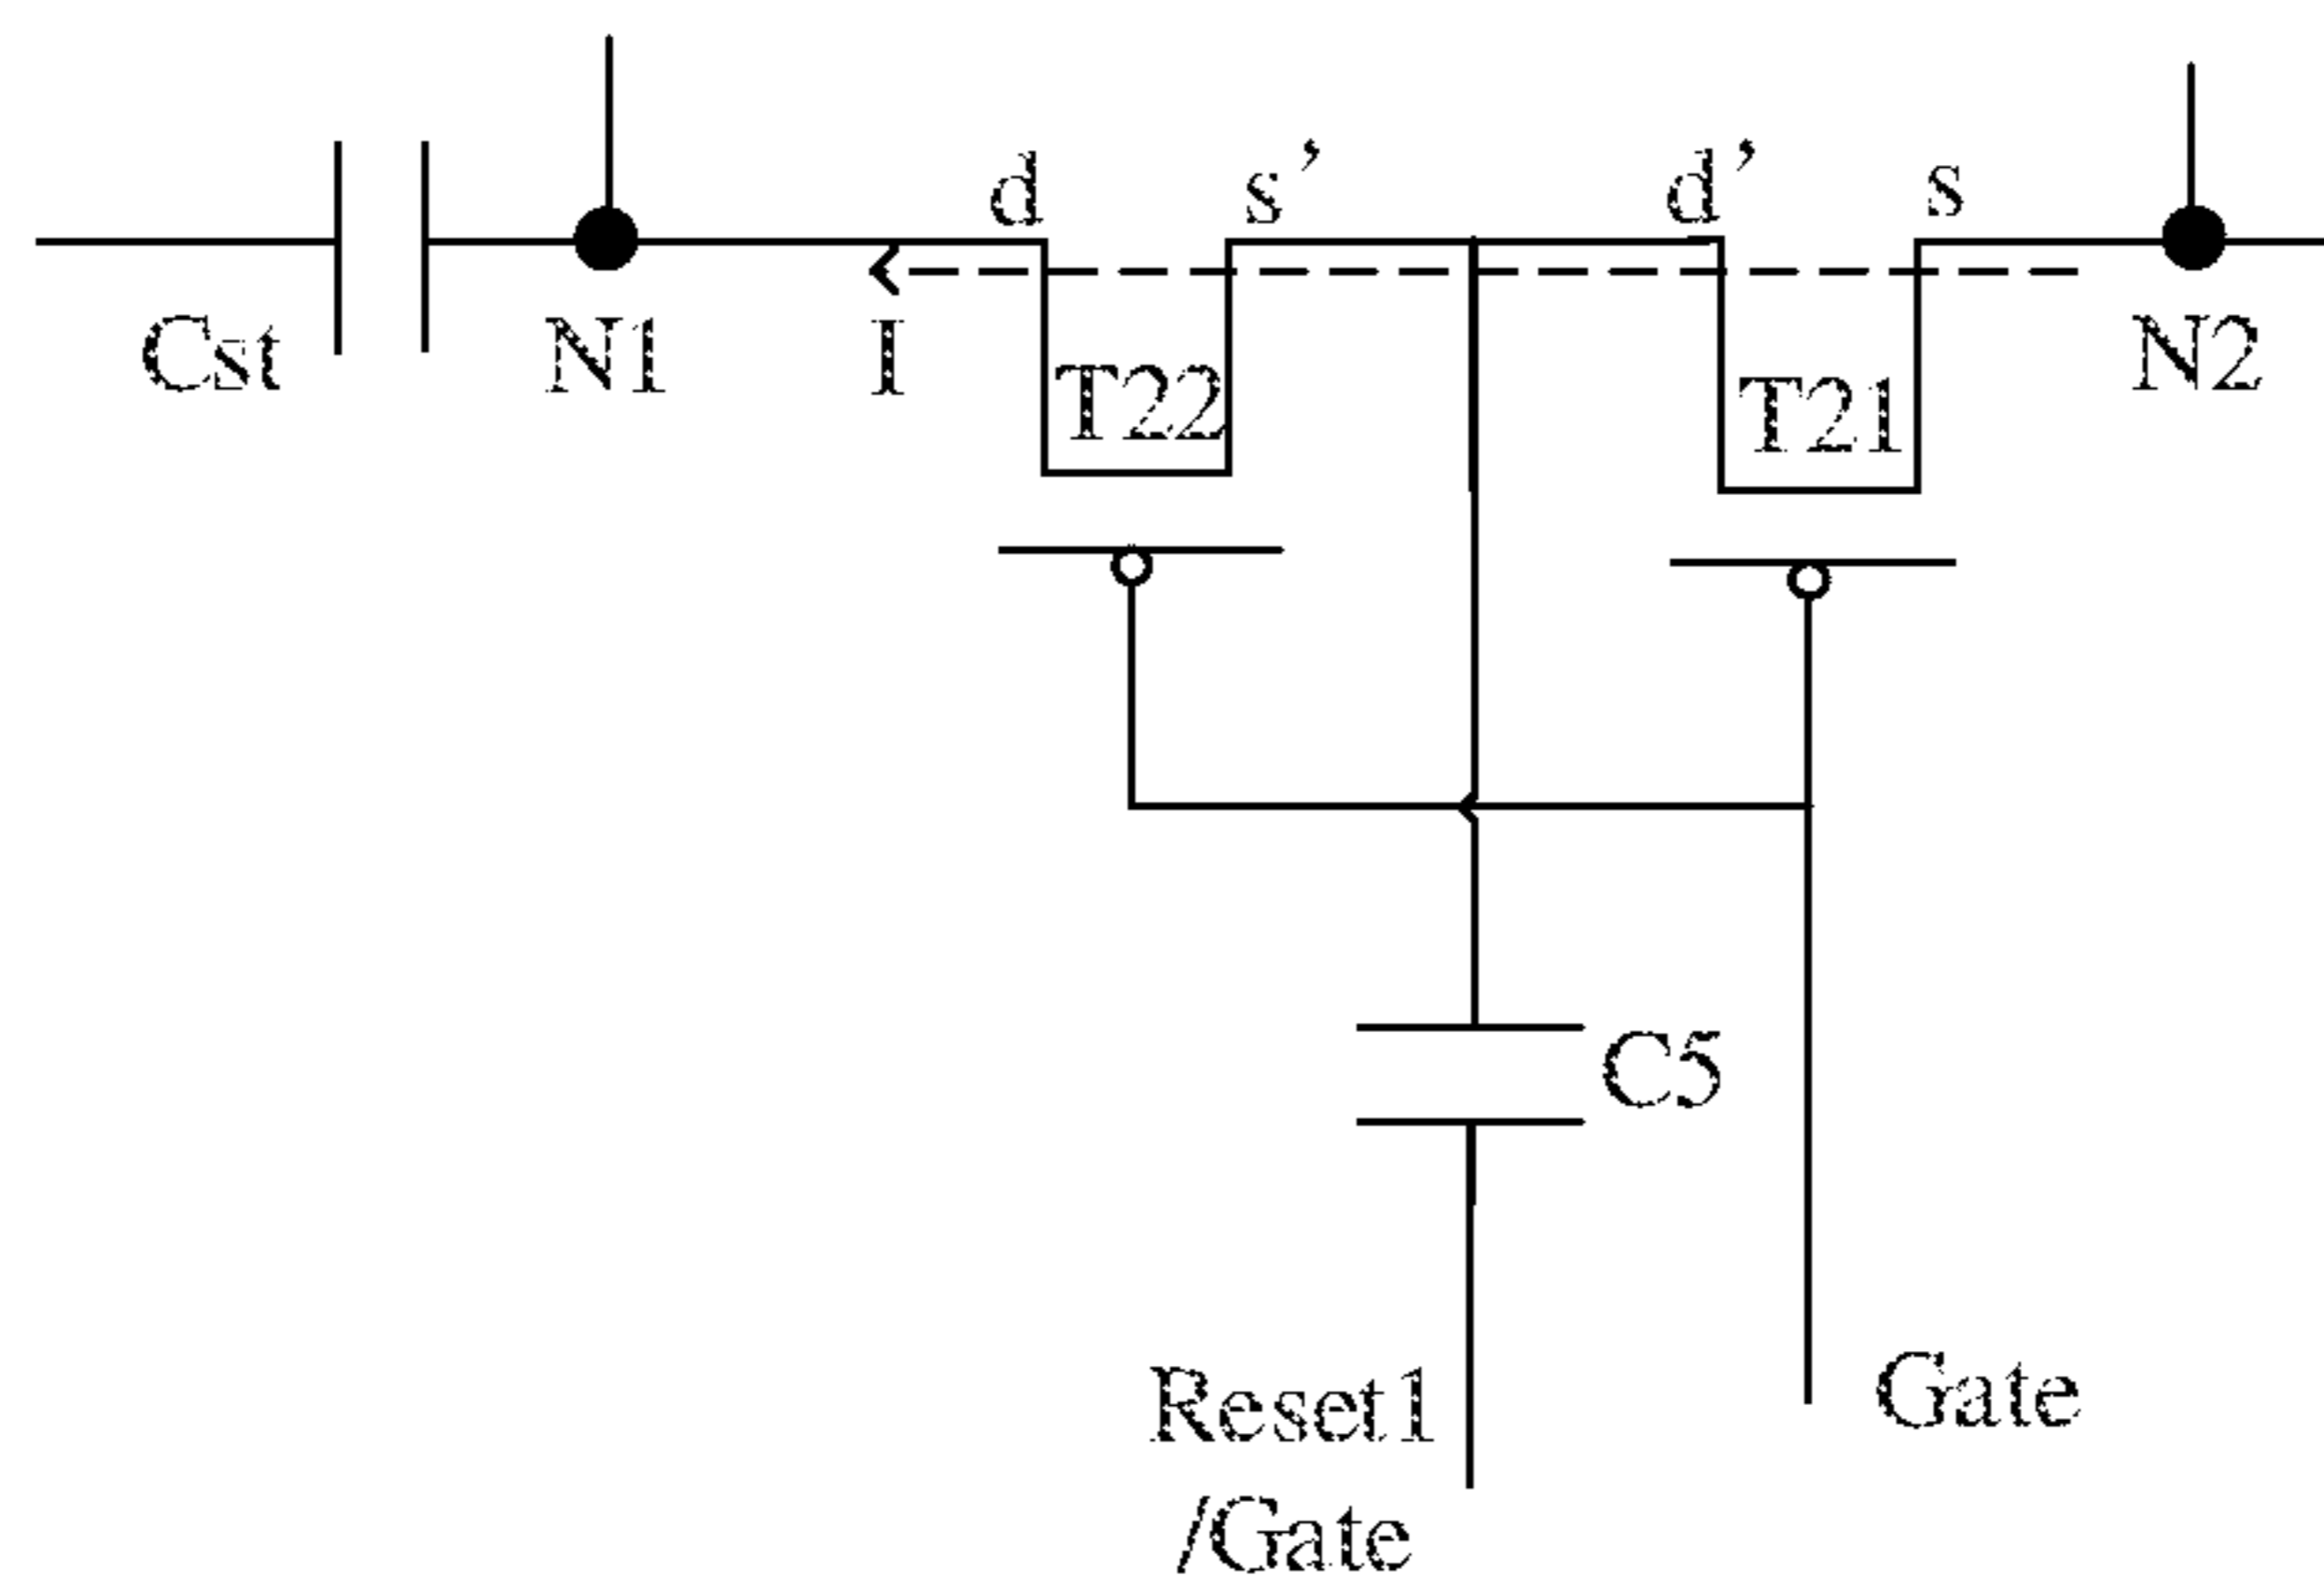 d s’ d’ s
Cst N1 I T22 T21 N2
C5
Reset1
/Gate
Gate